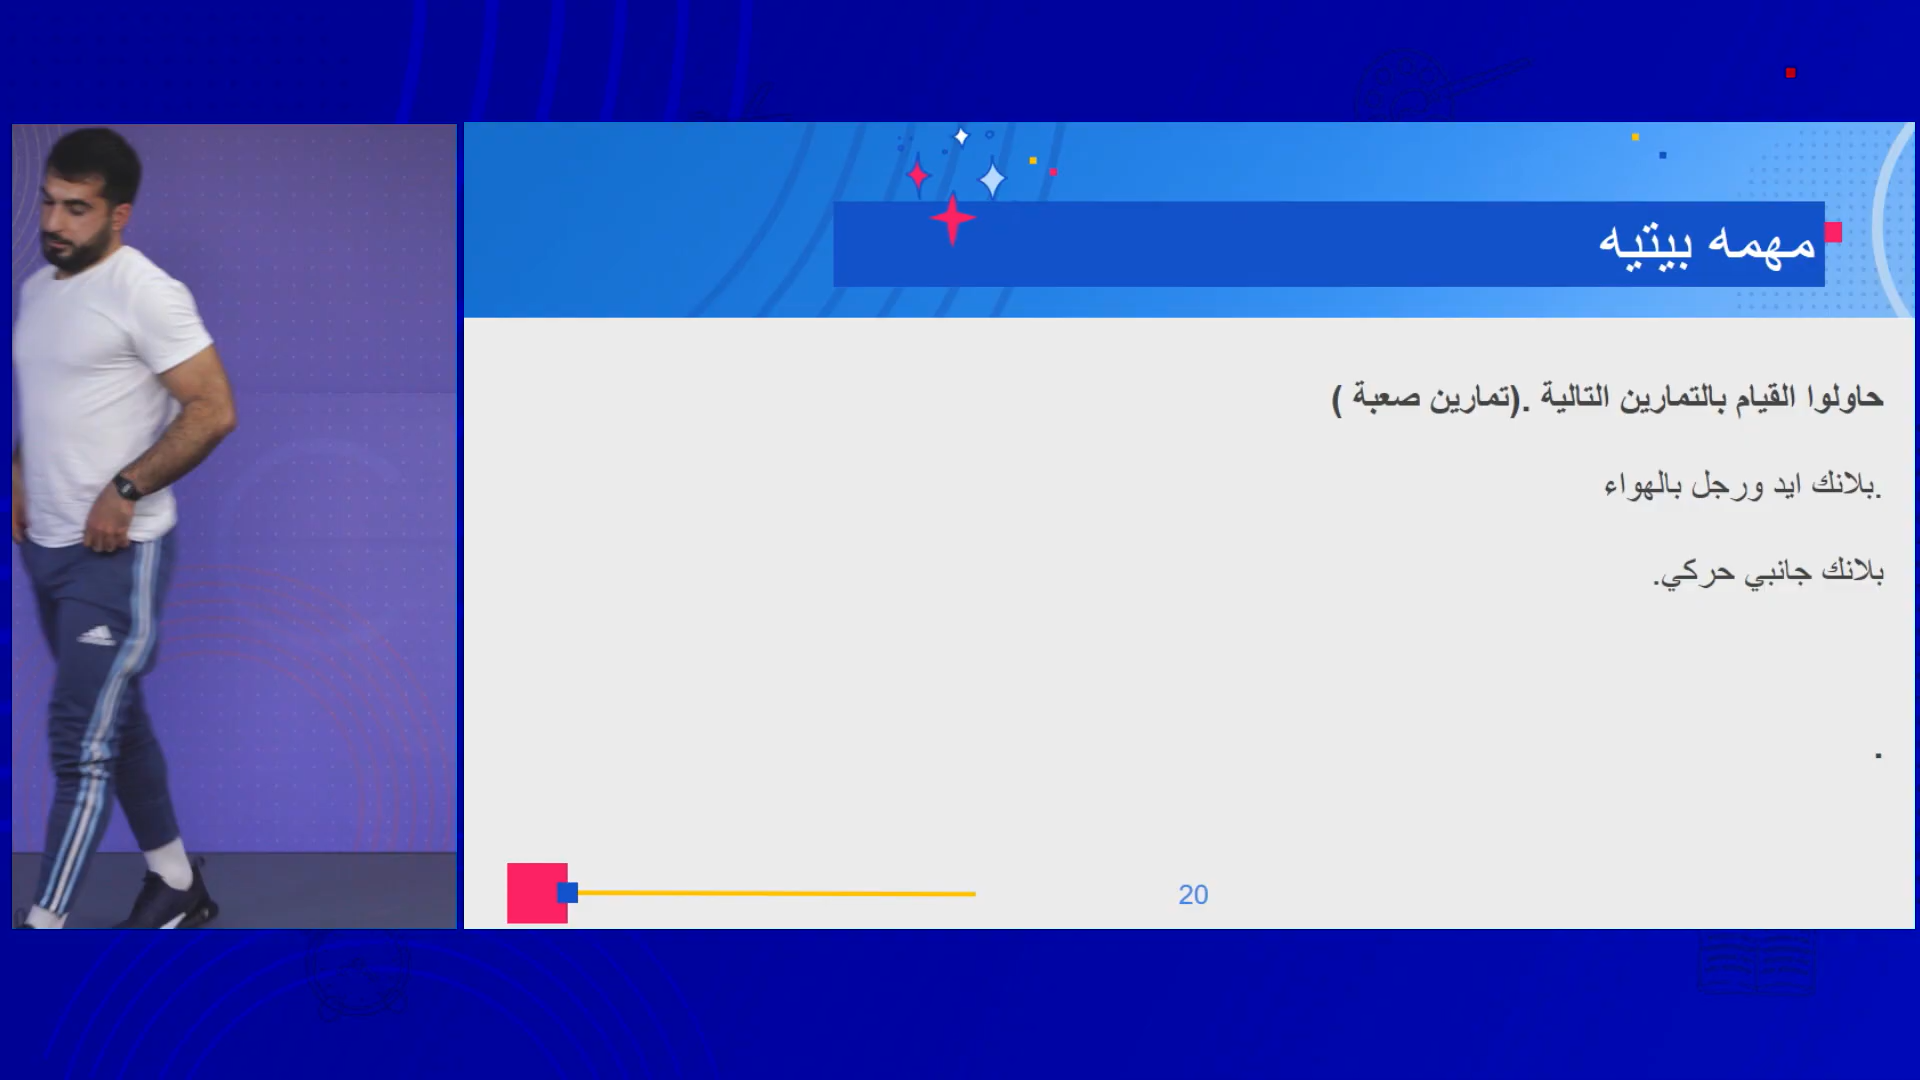 مهمه بيتيه
حاولوا القيام بالتمارين التالية .(تمارين صعبة )
.بلانك ايد ورجل بالهواء
بلانك جانبي حركي.
.
20